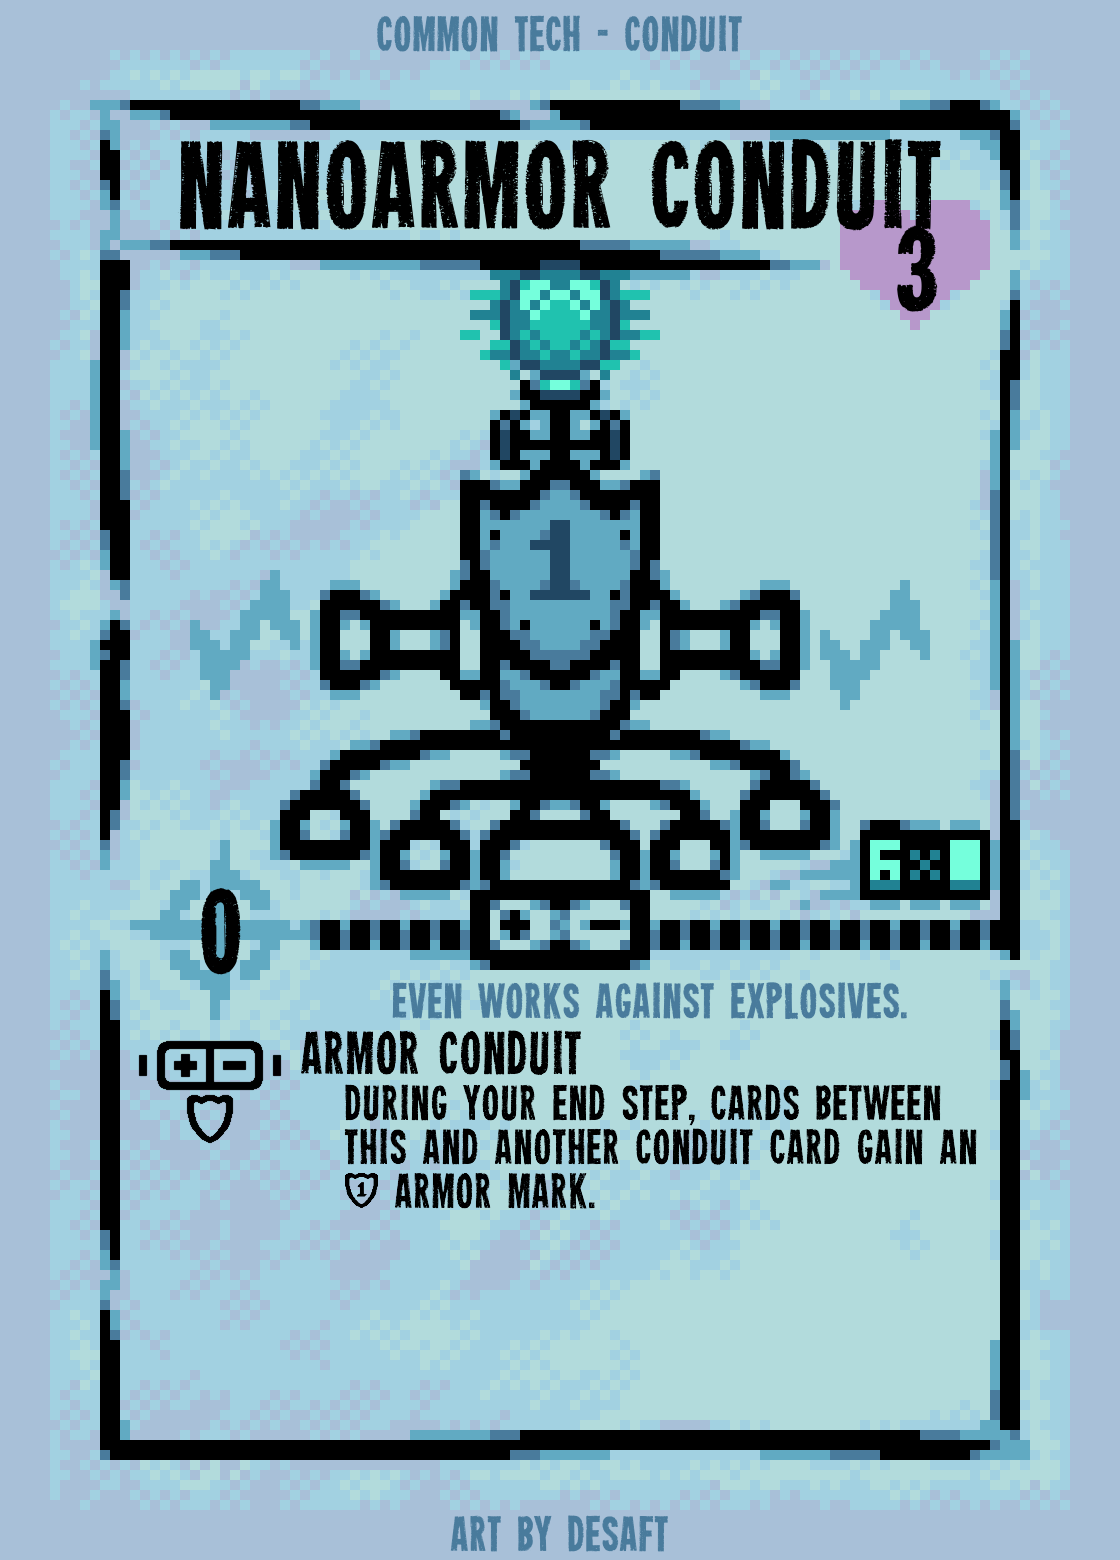 COMMON TECH - CONDUIT
NANOARMOR CONDUIT
3
1
6 x
0
EVEN WORKS AGAINST EXPLOSIVES.
ARMOR CONDUIT
DURING YOUR END STEP, CARDS BETWEEN
THIS AND ANOTHER CONDUIT CARD GAIN AN
1 ARMOR MARK.
ART BY DESAFT